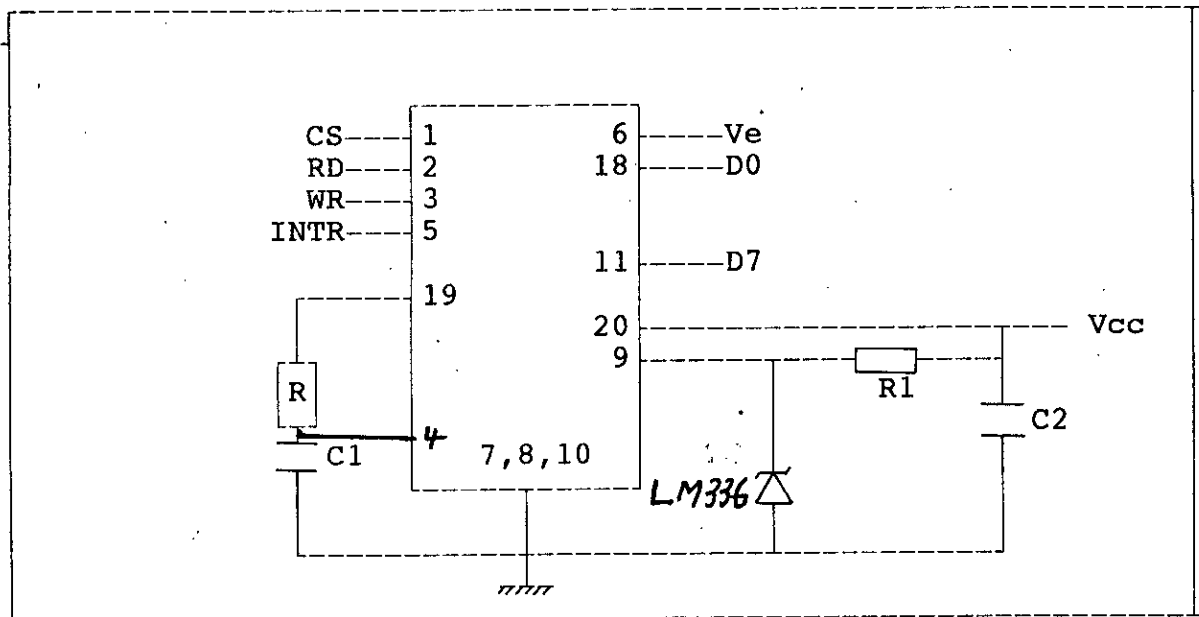 CS 1 6 Ve
RD 2 18 D0
WR 3
INTR 5
11 D7
19
20 Vcc
9
R1
R
C2
4
C1
7,8,10
LM336